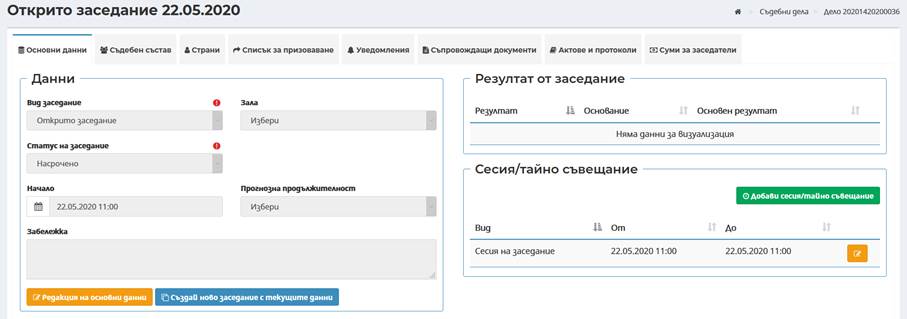 Открито заседание 22.05.2020
Съдебни дела
Дело 20201420200036
Основни данни
Съдебен състав
Страни
Списък за призоваване
Уведомления
Съпровождащи документи
Актове и протоколи
Суми за заседатели
Данни
Вид заседание
Зала
Открито заседание
Избери
Статус на заседание
Насрочено
Начало
Прогнозна продължителност
22.05.2020 11:00
Избери
Забележка
Редакция на основни данни
Създай ново заседание с текущите данни
Резултат от заседание
Резултат Основание Основен резултат
Няма данни за визуализация
Сесия/тайно съвещание
Добави сесия/тайно съвещание
Вид От До
Сесия на заседание 22.05.2020 11:00 22.05.2020 11:00